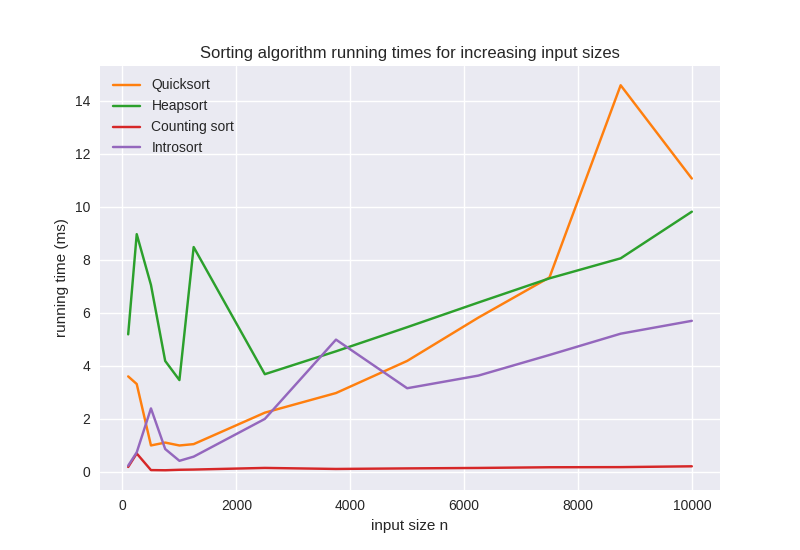 Sorting algorithm running times for increasing input sizes
Quicksort
Heapsort
Counting sort
Introsort
running time (ms)
14
12
10
8
6
4
2
0
0 2000 4000 6000 8000 10000
input size n